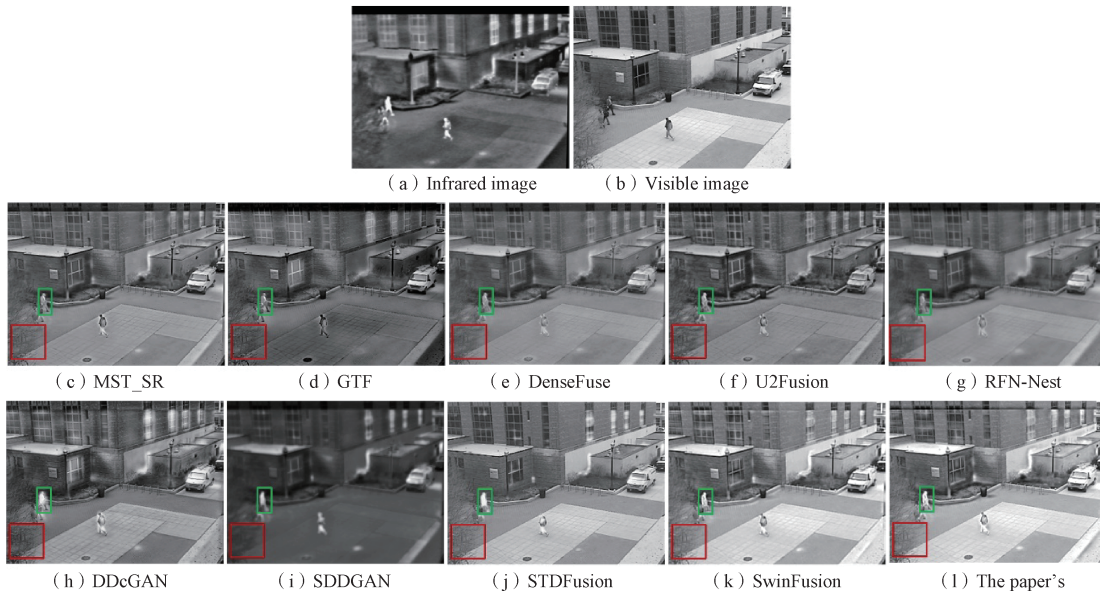 （a）Infrared image （b）Visible image
（c）MST_SR （d）GTF （e）DenseFuse （f）U2Fusion （g）RFN-Nest
（h）DDcGAN （i）SDDGAN （j）STDFusion （k）SwinFusion （l）The paper's